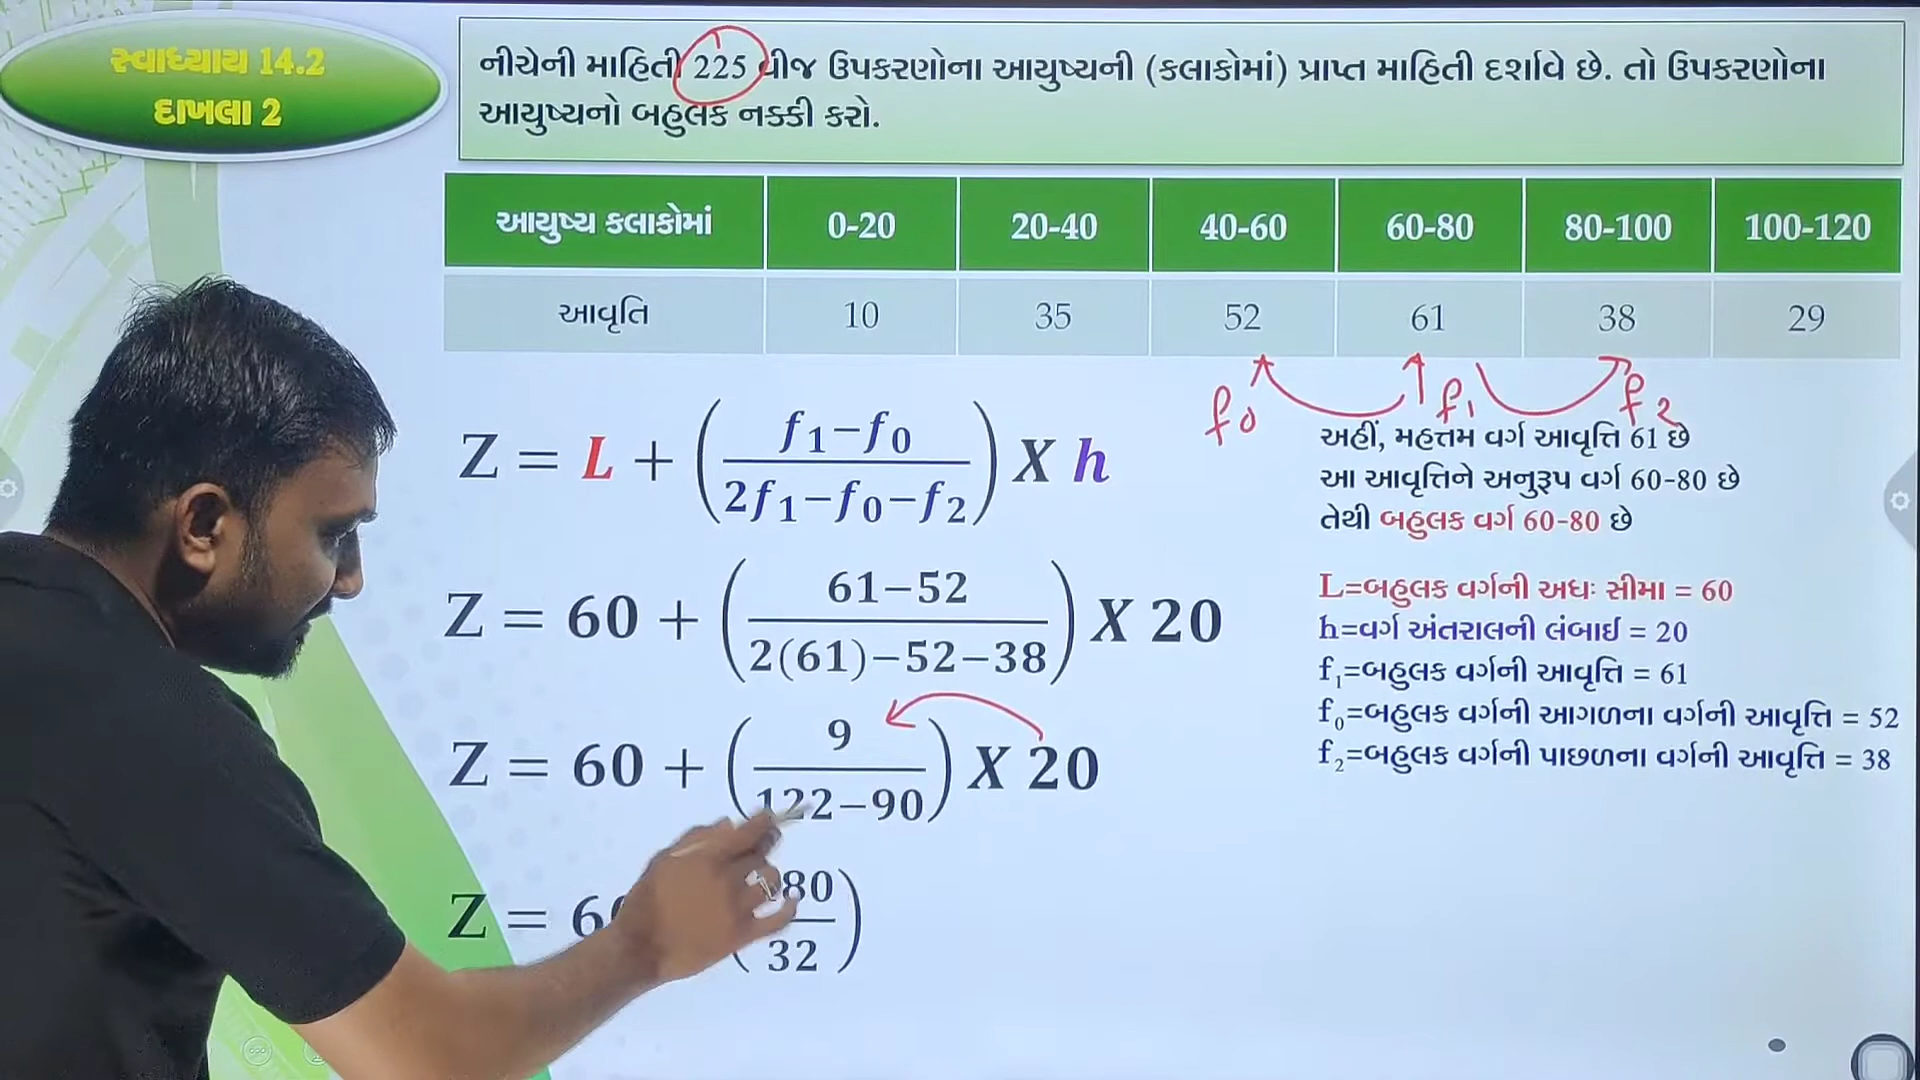 સ્વાધ્યાય 14.2
દાખલા 2
નીચેની માહિતી 225 વીજ ઉપકરણોના આયુષ્યની (કલાકોમાં) પ્રાપ્ત માહિતી દર્શાવે છે. તો ઉપકરણોના
આયુષ્યનો બહુલક નક્કી કરો.
આયુષ્ય કલાકોમાં 0-20 20-40 40-60 60-80 80-100 100-120
આવૃતિ 10 35 52 61 38 29
f0 f1 f2
Z = L + (f1−f0 / 2f1−f0−f2) X h
Z = 60 + (61−52 / 2(61)−52−38) X 20
Z = 60 + (9 / 122−90) X 20
Z = 80 / 32)
અહીં, મહત્તમ વર્ગ આવૃત્તિ 61 છે
આ આવૃત્તિને અનુરૂપ વર્ગ 60-80 છે
તેથી બહુલક વર્ગ 60-80 છે
L=બહુલક વર્ગની અધઃ સીમા = 60
h=વર્ગ અંતરાલની લંબાઈ = 20
f1=બહુલક વર્ગની આવૃત્તિ = 61
f0=બહુલક વર્ગની આગળના વર્ગની આવૃત્તિ = 52
f2=બહુલક વર્ગની પાછળના વર્ગની આવૃત્તિ = 38